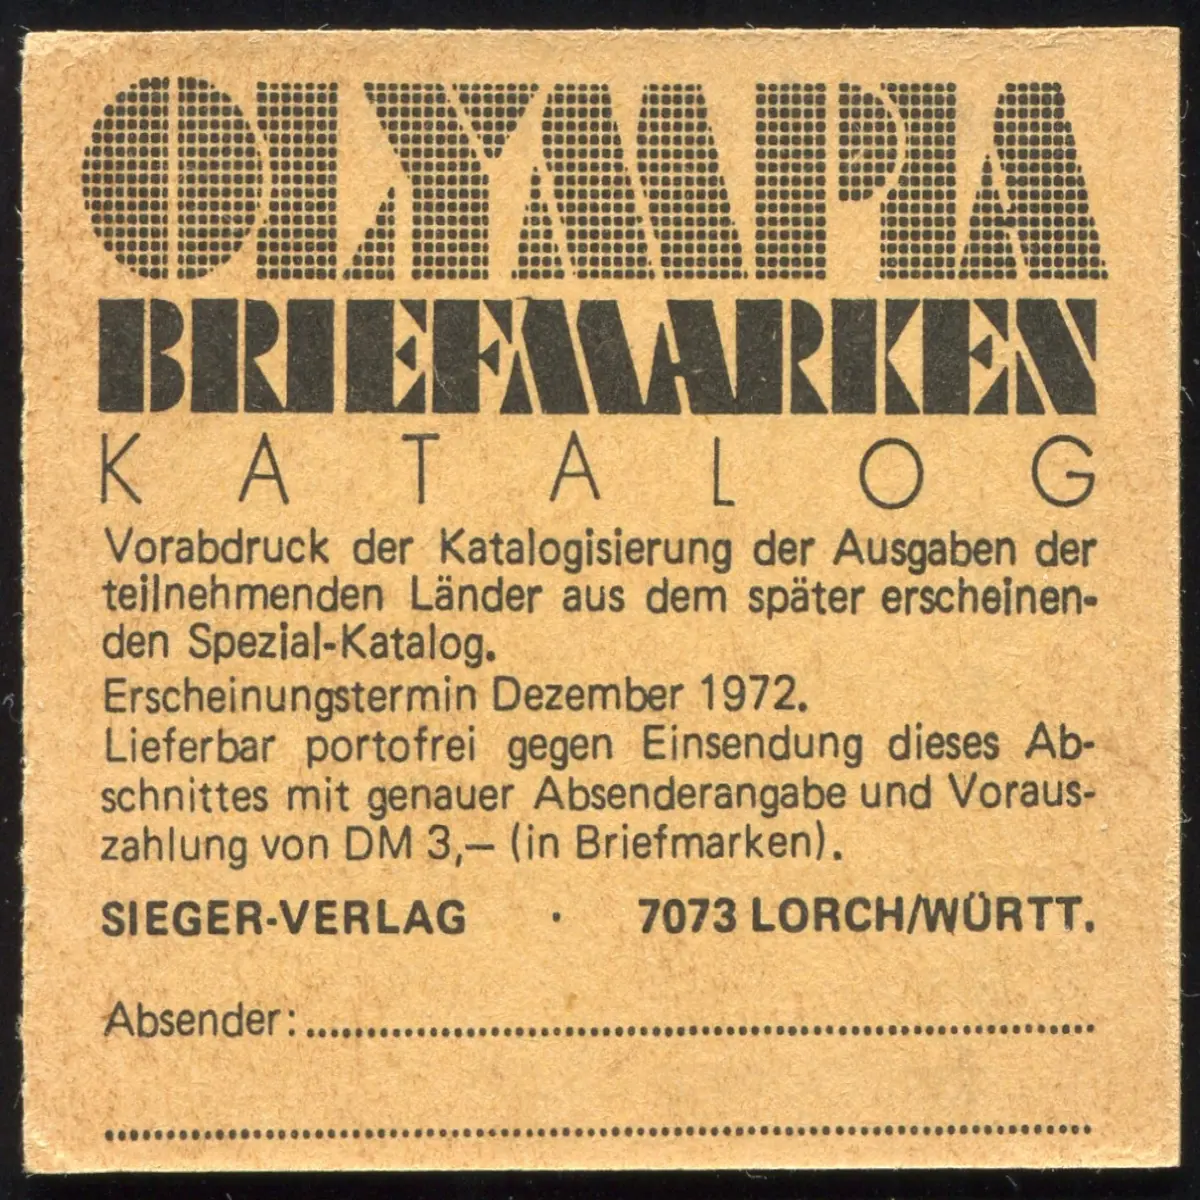 OLYMPIA
BRIEFMARKEN
KATALOG
Vorabdruck der Katalogisierung der Ausgaben der
teilnehmenden Länder aus dem später erscheinen-
den Spezial-Katalog.
Erscheinungstermin Dezember 1972.
Lieferbar portofrei gegen Einsendung dieses Ab-
schnittes mit genauer Absenderangabe und Voraus-
zahlung von DM 3,— (in Briefmarken).
SIEGER-VERLAG · 7073 LORCH/WÜRTT.
Absender: